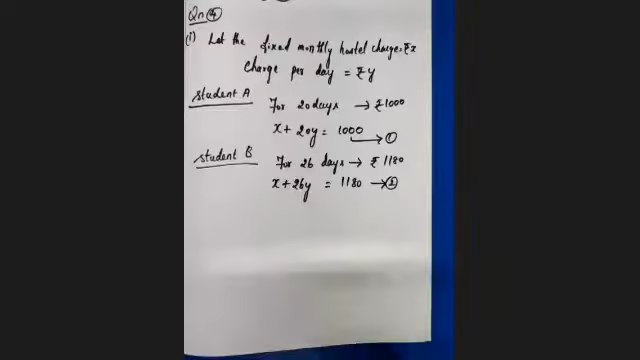 Qn ④
(i) Let the fixed monthly hostel charge = ₹x
Charge per day = ₹y
Student A
For 20 days → ₹1000
x + 20y = 1000 → ①
Student B
For 26 days → ₹1180
x + 26y = 1180 → ②